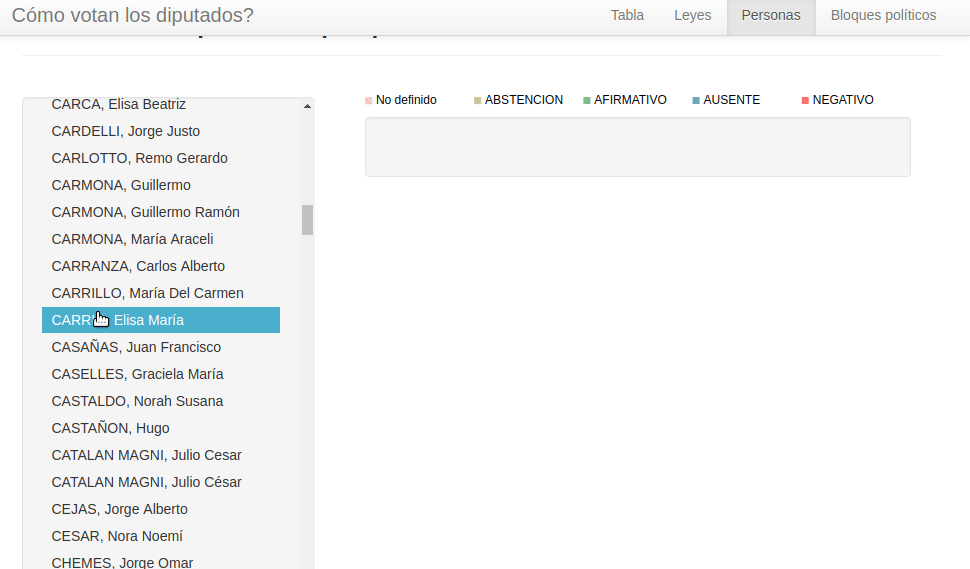 Cómo votan los diputados? Tabla Leyes Personas Bloques políticos
CARCA, Elisa Beatriz
CARDELLI, Jorge Justo
CARLOTTO, Remo Gerardo
CARMONA, Guillermo
CARMONA, Guillermo Ramón
CARMONA, María Araceli
CARRANZA, Carlos Alberto
CARRILLO, María Del Carmen
Elisa María
CASAÑAS, Juan Francisco
CASELLES, Graciela María
CASTALDO, Norah Susana
CASTAÑON, Hugo
CATALAN MAGNI, Julio Cesar
CATALAN MAGNI, Julio César
CEJAS, Jorge Alberto
CESAR, Nora Noemí
CHEMES, Jorge Omar
No definido ABSTENCION AFIRMATIVO AUSENTE NEGATIVO